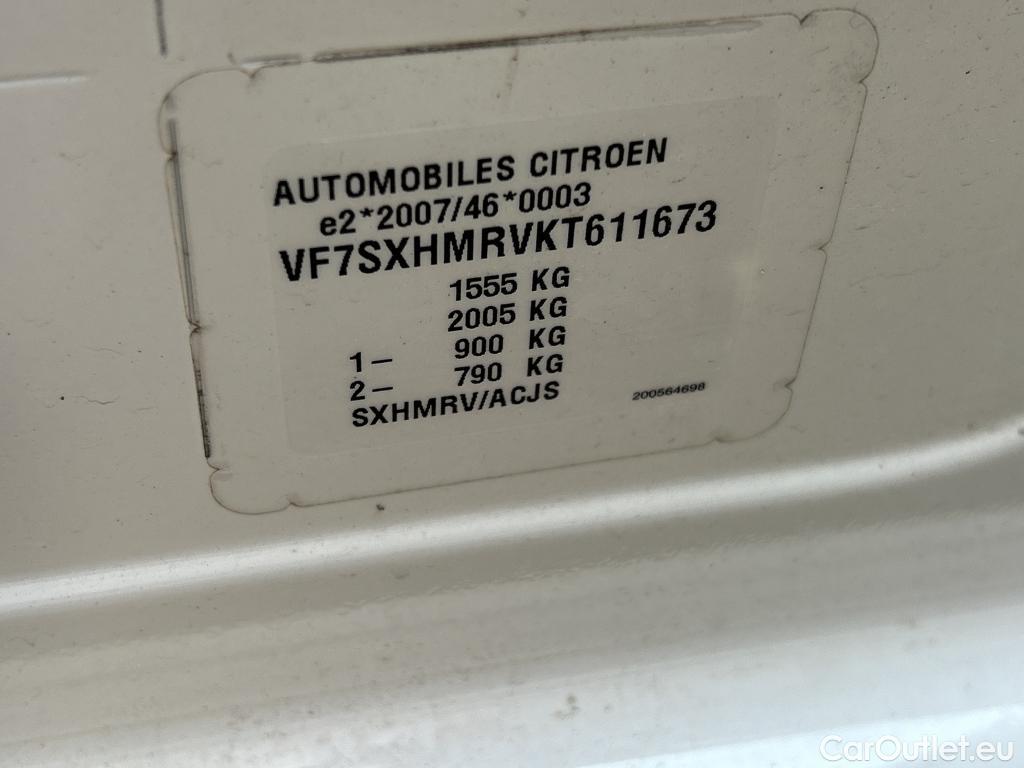 AUTOMOBILES CITROEN
e2*2007/46*0003
VF7SXHMRVKT611673
1555 KG
2005 KG
1- 900 KG
2- 790 KG
SXHMRV/ACJS 200564698
CarOutlet.eu